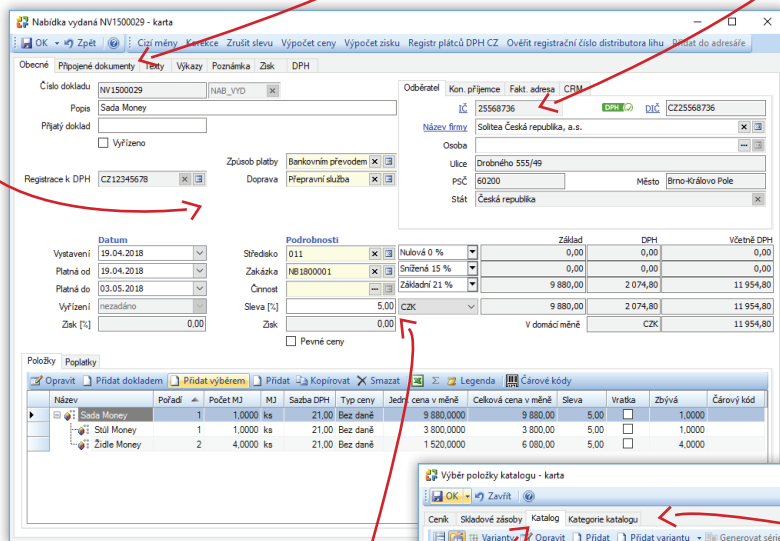 Nabídka vydaná NV1500029 - karta
OK Zpět Cizí měny Korekce Zrušit slevu Výpočet ceny Výpočet zisku Registr plátců DPH CZ Ověřit registrační číslo distributora lihu Přidat do adresáře
Obecné Připojené dokumenty Texty Výkazy Poznámka Zisk DPH
Číslo dokladu NV1500029 NAB_VYD
Popis Sada Money
Přijatý doklad
Vyřízeno
Způsob platby Bankovním převodem
Registrace k DPH CZ12345678 Doprava Přepravní služba
Odběratel Kon. příjemce Fakt. adresa CRM
IČ 25568736 DPH DIČ CZ25568736
Název firmy Solitea Česká republika, a.s.
Osoba
Ulice Drobného 555/49
PSČ 60200 Město Brno-Královo Pole
Stát Česká republika
Datum Podrobnosti Základ DPH Včetně DPH
Vystavení 19.04.2018 Středisko 011 Nulová 0 % 0,00 0,00 0,00
Platná od 19.04.2018 Zakázka NB1800001 Snížená 15 % 0,00 0,00 0,00
Platná do 03.05.2018 Činnost Základní 21 % 9 880,00 2 074,80 11 954,80
Vyřízení nezadáno Sleva [%] 5,00 CZK 9 880,00 2 074,80 11 954,80
Zisk [%] 0,00 Zisk 0,00 V domácí měně CZK 11 954,80
Pevné ceny
Položky Poplatky
Opravit Přidat dokladem Přidat výběrem Přidat Kopírovat Smazat Σ Legenda Čárové kódy
Název Pořadí Počet MJ MJ Sazba DPH Typ ceny Jedn. cena v měně Celková cena v měně Sleva Vratka Zbývá Čárový kód
Sada Money 1 1,0000 ks 21,00 Bez daně 9 880,0000 9 880,00 5,00 1,0000
Stůl Money 1 1,0000 ks 21,00 Bez daně 3 800,0000 3 800,00 5,00 1,0000
Židle Money 2 4,0000 ks 21,00 Bez daně 1 520,0000 6 080,00 5,00 4,0000
Výběr položky katalogu - karta
OK Zavřít
Ceník Skladové zásoby Katalog Kategorie katalogu
Varianty Opravit Přidat Přidat variantu Generovat séri